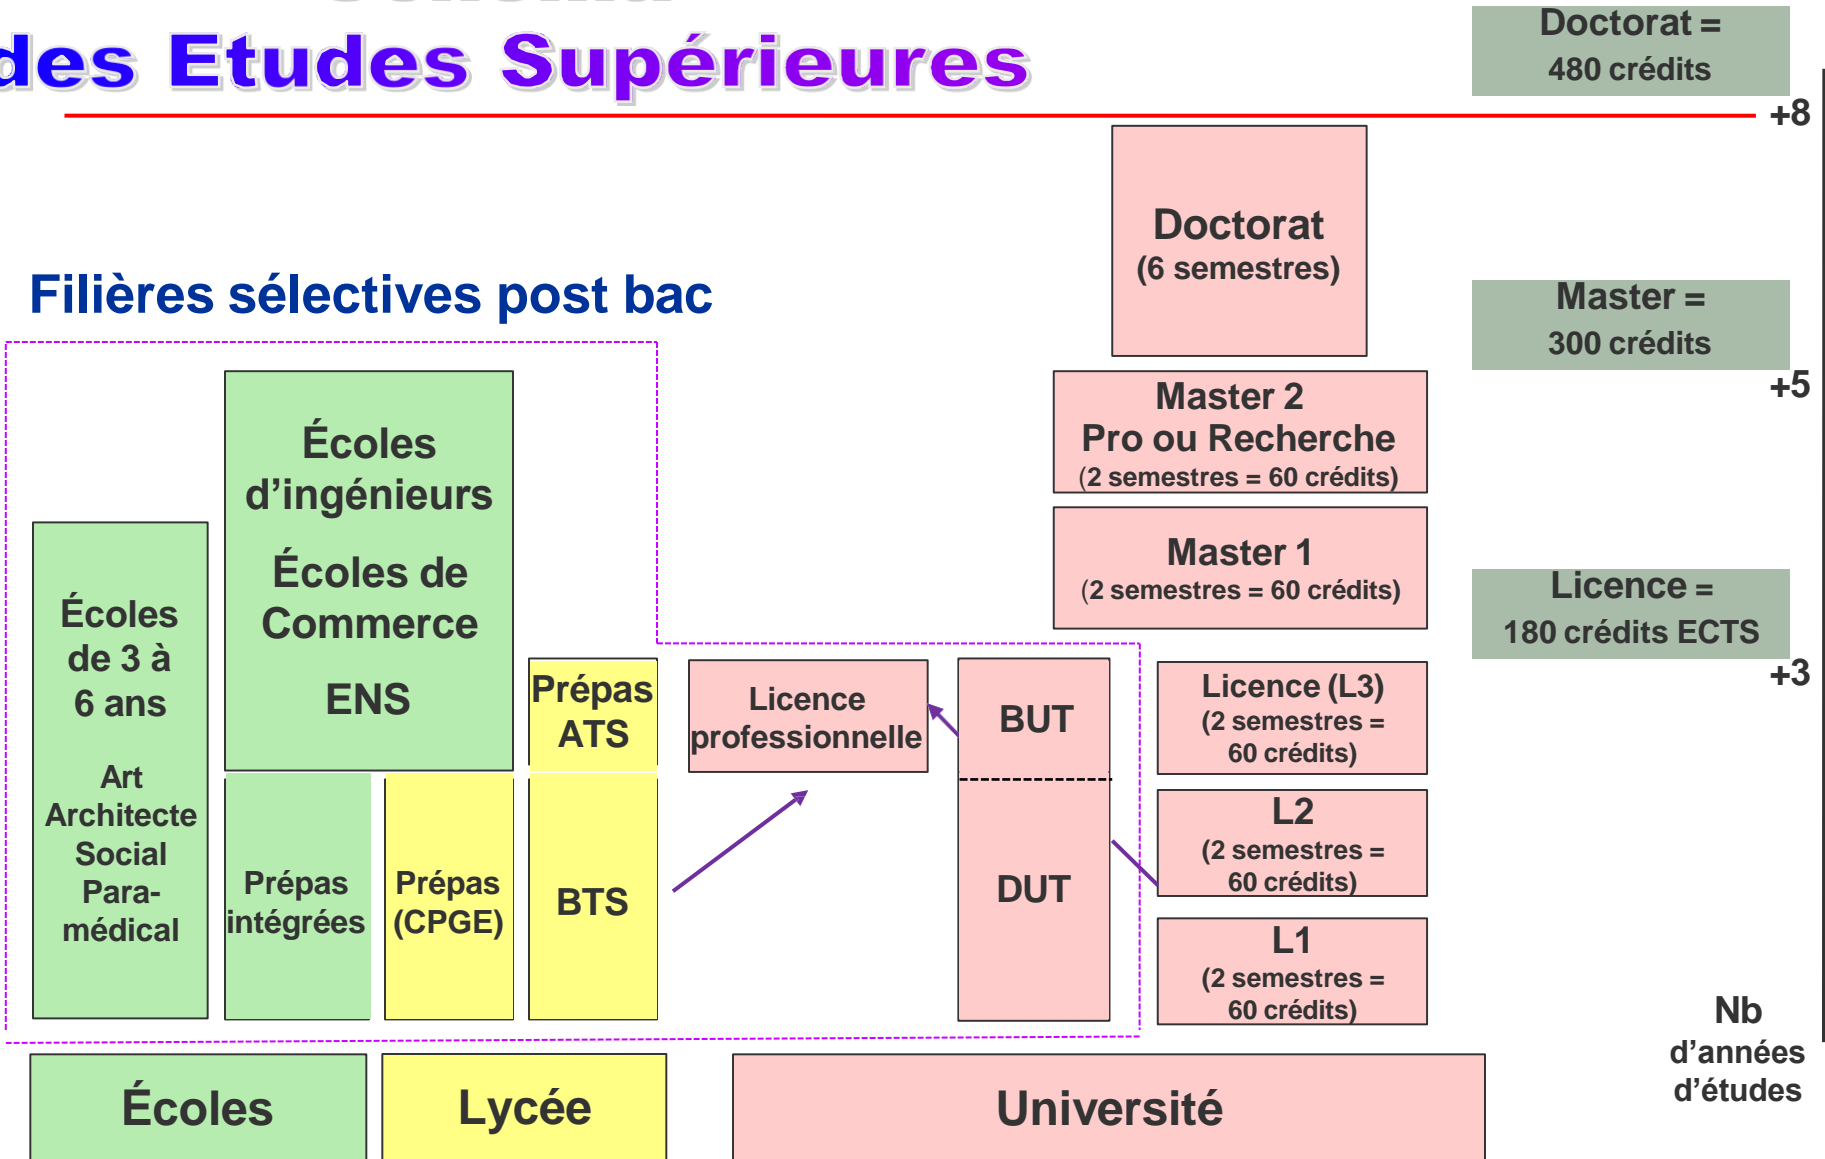 des Etudes Supérieures
Doctorat =
480 crédits
+8
Doctorat
(6 semestres)
Filières sélectives post bac
Master =
300 crédits
+5
Master 2
Pro ou Recherche
(2 semestres = 60 crédits)
Master 1
(2 semestres = 60 crédits)
Licence =
180 crédits ECTS
+3
Écoles
d’ingénieurs
Écoles de
Commerce
ENS
Écoles
de 3 à
6 ans
Art
Architecte
Social
Para-
médical
Prépas
ATS
Licence
professionnelle
BUT
Licence (L3)
(2 semestres =
60 crédits)
L2
(2 semestres =
60 crédits)
Prépas
intégrées
Prépas
(CPGE)
BTS
DUT
L1
(2 semestres =
60 crédits)
Nb
d’années
d’études
Écoles
Lycée
Université